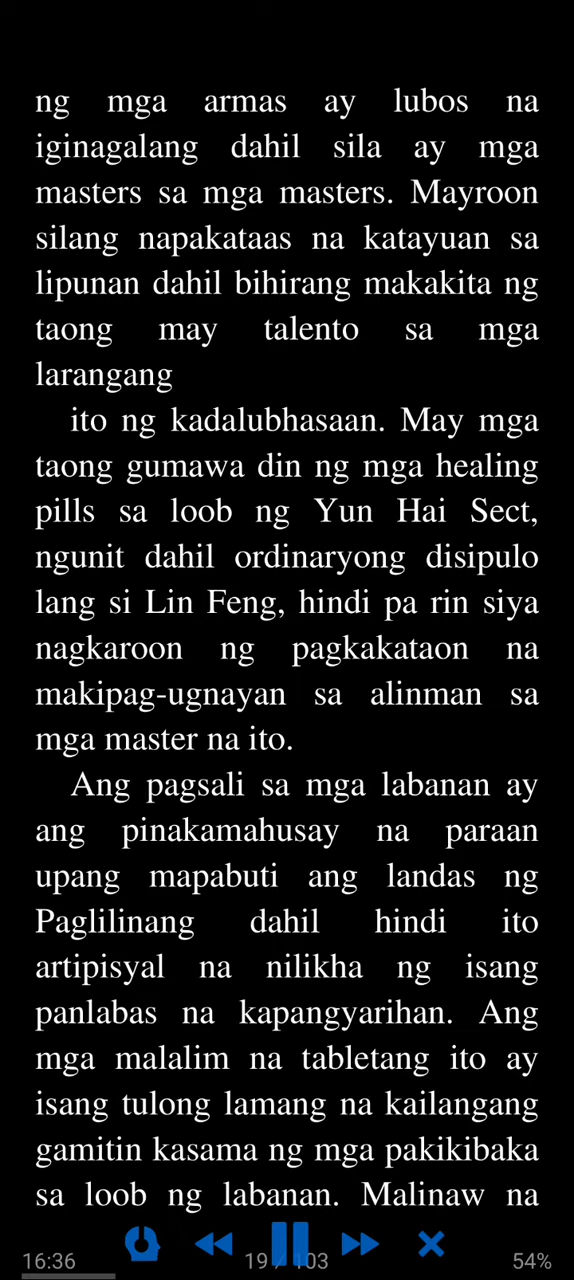 ng mga armas ay lubos na
iginagalang dahil sila ay mga
masters sa mga masters. Mayroon
silang napakataas na katayuan sa
lipunan dahil bihirang makakita ng
taong may talento sa mga
larangang
ito ng kadalubhasaan. May mga
taong gumawa din ng mga healing
pills sa loob ng Yun Hai Sect,
ngunit dahil ordinaryong disipulo
lang si Lin Feng, hindi pa rin siya
nagkaroon ng pagkakataon na
makipag-ugnayan sa alinman sa
mga master na ito.
Ang pagsali sa mga labanan ay
ang pinakamahusay na paraan
upang mapabuti ang landas ng
Paglilinang dahil hindi ito
artipisyal na nilikha ng isang
panlabas na kapangyarihan. Ang
mga malalim na tabletang ito ay
isang tulong lamang na kailangang
gamitin kasama ng mga pakikibaka
sa loob ng labanan. Malinaw na
16:36 19 / 103 54%